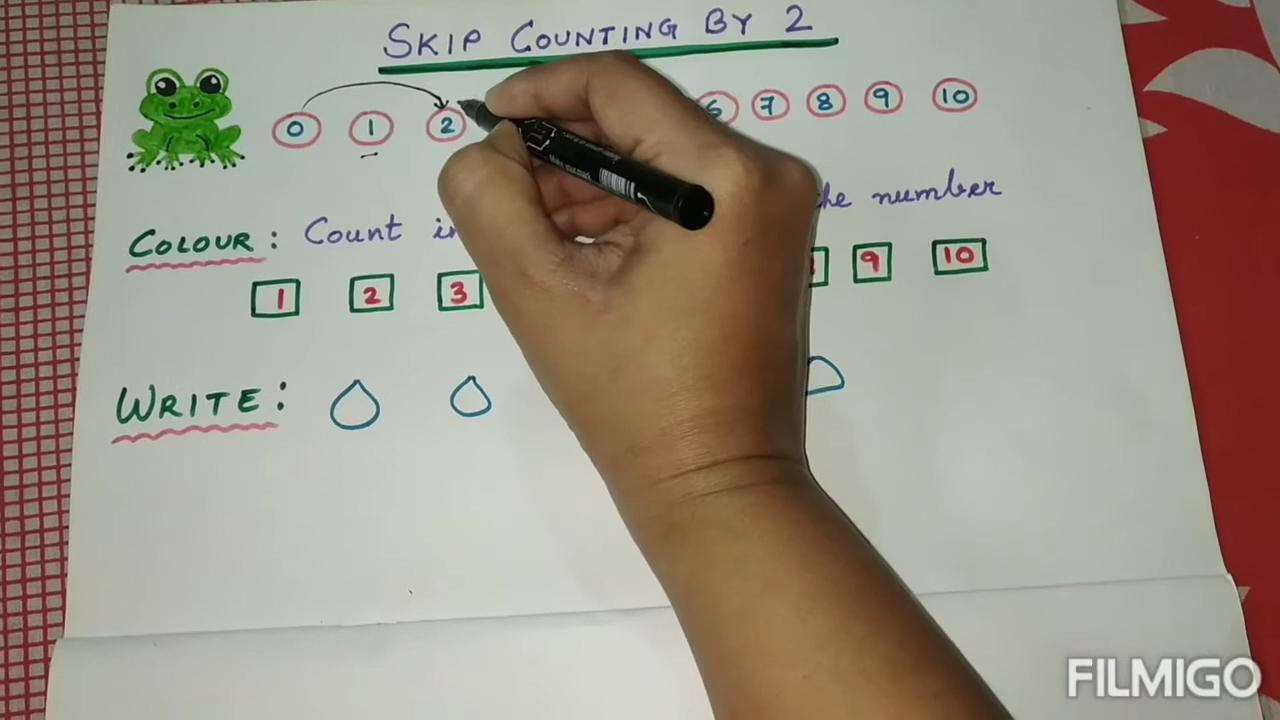 SKIP COUNTING BY 2
0 1 2 6 7 8 9 10
COLOUR: Count the number
1 2 3 9 10
WRITE:
FILMIGO